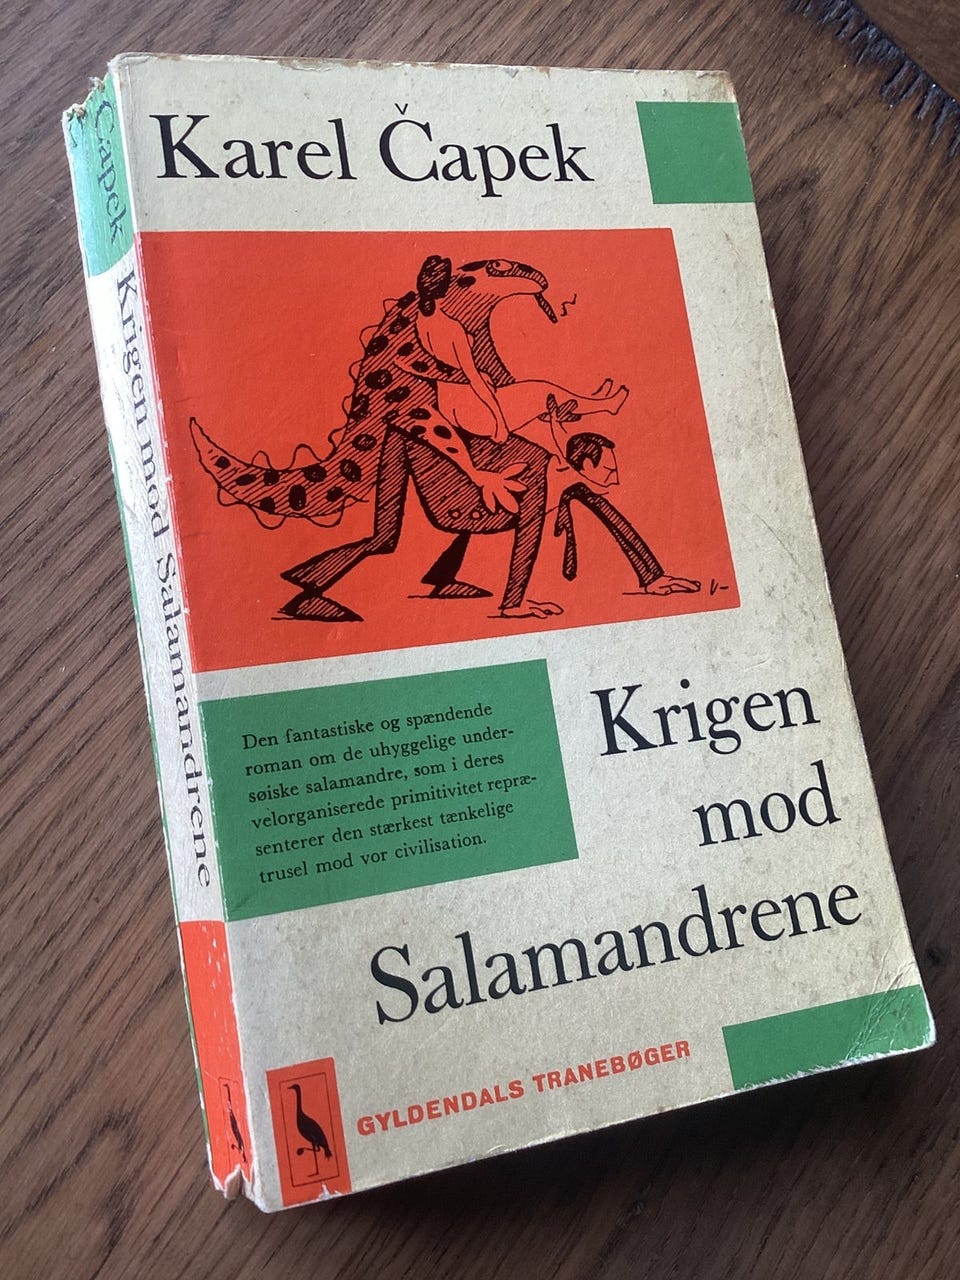 Karel Čapek
Den fantastiske og spændende
roman om de uhyggelige under-
søiske salamandre, som i deres
velorganiserede primitivitet repræ-
senterer den stærkest tænkelige
trusel mod vor civilisation.
Krigen
mod
Salamandrene
GYLDENDALS TRANEBØGER
Čapek Krigen mod Salamandrene